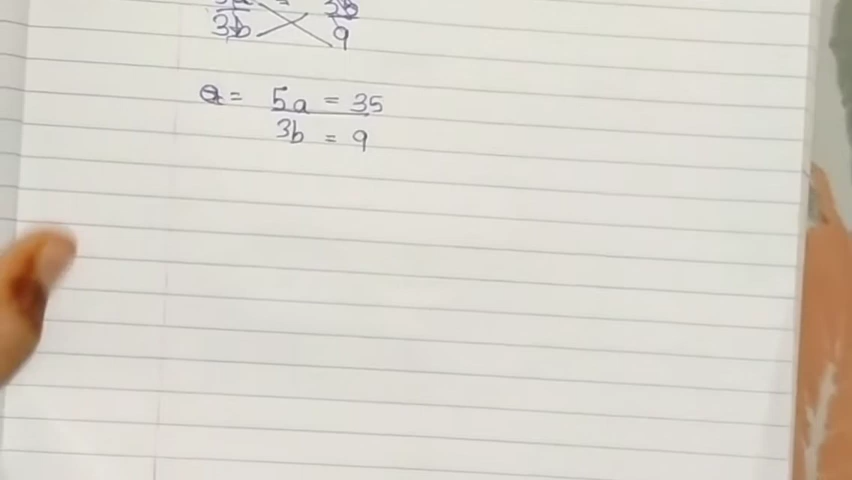 3b 9
a = 5a = 35
3b = 9